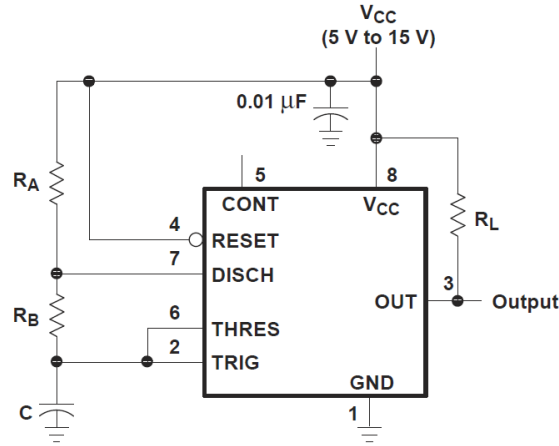 VCC
(5 V to 15 V)
0.01 μF
RA
5
8
CONT
VCC
RL
4
RESET
7
DISCH
3
OUT
Output
RB
6
THRES
2
TRIG
GND
C
1